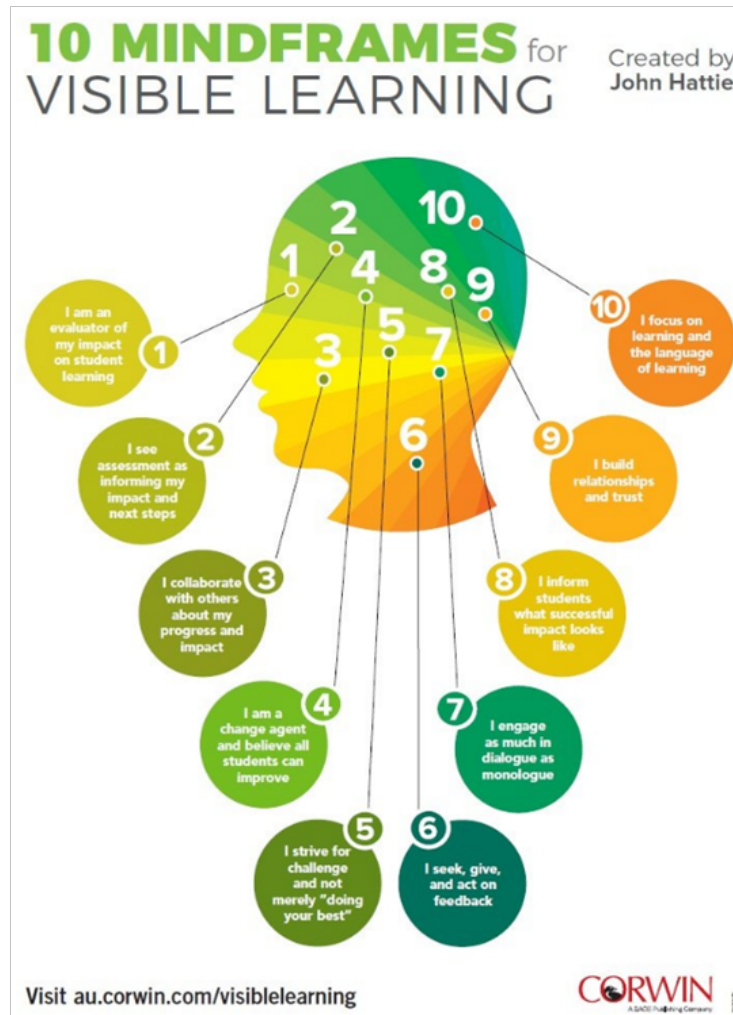 10 MINDFRAMES for
VISIBLE LEARNING
Created by
John Hattie
1
2
3
4
5
6
7
8
9
10
1
I am an
evaluator of
my impact
on student
learning
2
I see
assessment as
informing my
impact and
next steps
3
I collaborate
with others
about my
progress and
impact
4
I am a
change agent
and believe all
students can
improve
5
I strive for
challenge
and not
merely "doing
your best"
6
I seek, give,
and act on
feedback
7
I engage
as much in
dialogue as
monologue
8
I inform
students
what successful
impact looks
like
9
I build
relationships
and trust
10
I focus on
learning and
the language
of learning
Visit au.corwin.com/visiblelearning
CORWIN
A SAGE Publishing Company